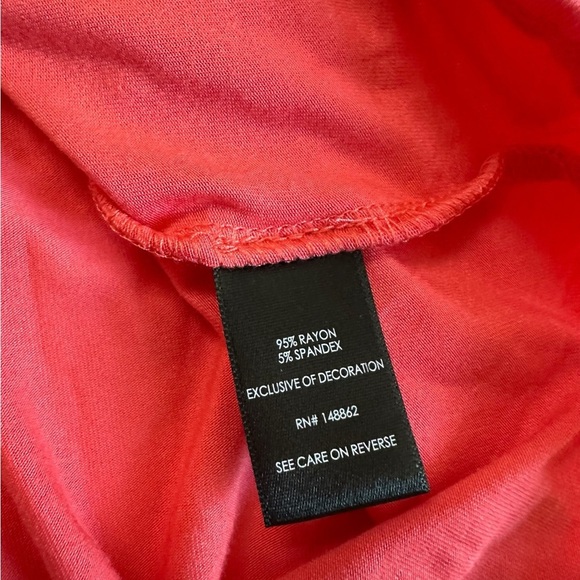 95% RAYON
5% SPANDEX
EXCLUSIVE OF DECORATION
RN# 148862
SEE CARE ON REVERSE